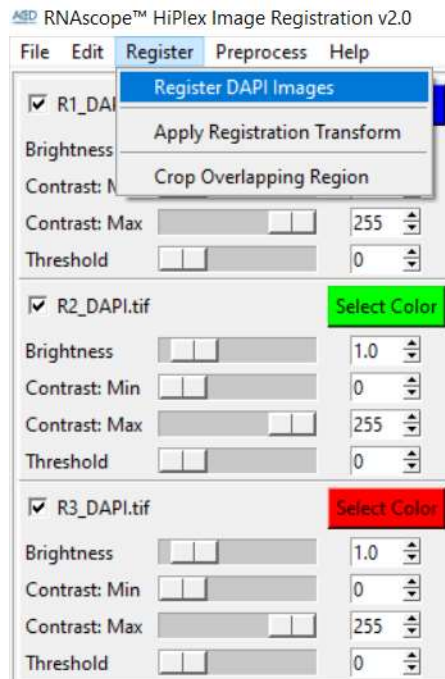 ACD RNAscope™ HiPlex Image Registration v2.0
File Edit Register Preprocess Help
Register DAPI Images
R1_DAP
Apply Registration Transform
Brightness
Crop Overlapping Region
Contrast: M
Contrast: Max 255
Threshold 0
R2_DAPI.tif Select Color
Brightness 1.0
Contrast: Min 0
Contrast: Max 255
Threshold 0
R3_DAPI.tif Select Color
Brightness 1.0
Contrast: Min 0
Contrast: Max 255
Threshold 0